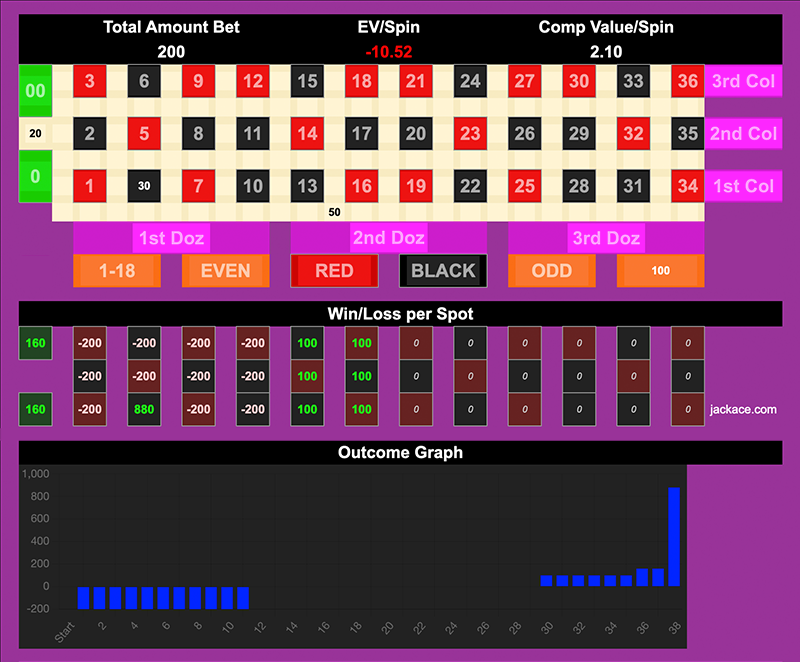 Total Amount Bet EV/Spin Comp Value/Spin
200 -10.52 2.10
00 3 6 9 12 15 18 21 24 27 30 33 36 3rd Col
20 2 5 8 11 14 17 20 23 26 29 32 35 2nd Col
0 1 30 7 10 13 16 19 22 25 28 31 34 1st Col
50
1st Doz 2nd Doz 3rd Doz
1-18 EVEN RED BLACK ODD 100
Win/Loss per Spot
160 -200 -200 -200 -200 100 100 0 0 0 0 0 0
-200 -200 -200 -200 100 100 0 0 0 0 0 0
160 -200 880 -200 -200 100 100 0 0 0 0 0 0 jackace.com
Outcome Graph
1,000
800
600
400
200
0
-200
Start 2 4 6 8 10 12 14 16 18 20 22 24 26 28 30 32 34 36 38